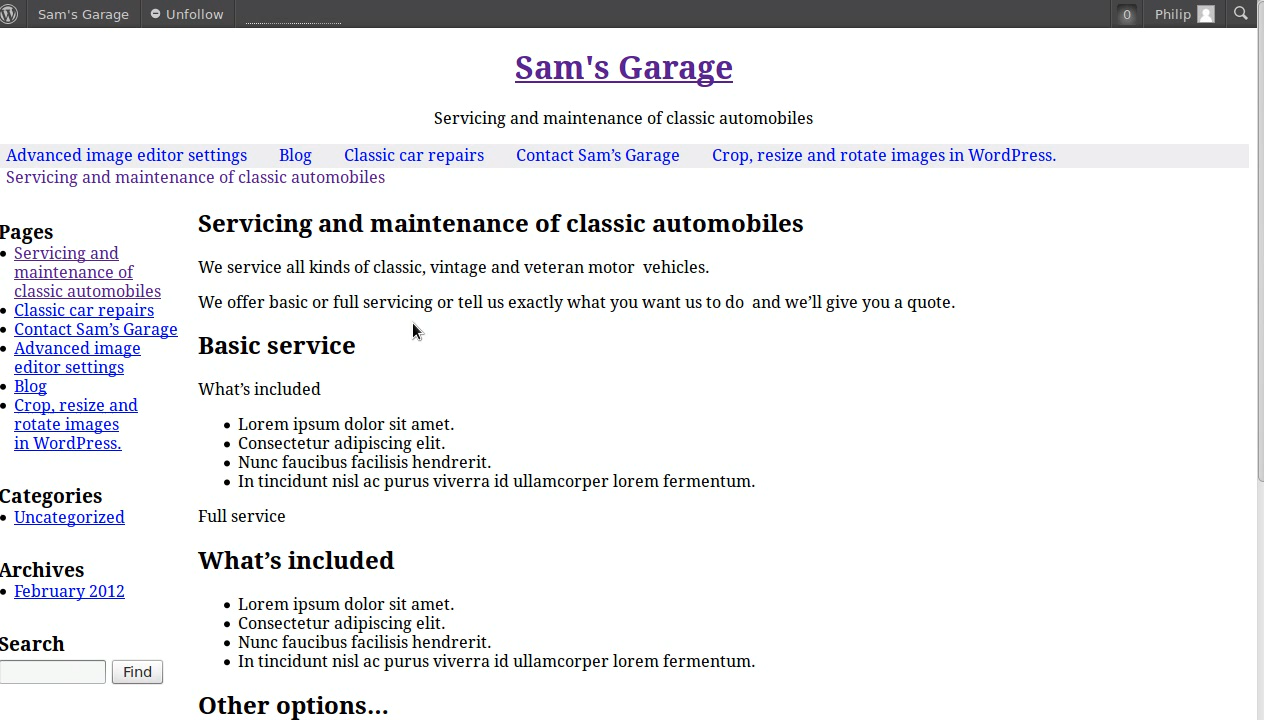 Sam's Garage Unfollow 0 Philip
Sam's Garage
Servicing and maintenance of classic automobiles
Advanced image editor settings Blog Classic car repairs Contact Sam’s Garage Crop, resize and rotate images in WordPress.
Servicing and maintenance of classic automobiles
Pages
Servicing and
maintenance of
classic automobiles
Classic car repairs
Contact Sam’s Garage
Advanced image
editor settings
Blog
Crop, resize and
rotate images
in WordPress.
Categories
Uncategorized
Archives
February 2012
Search
Find
Servicing and maintenance of classic automobiles
We service all kinds of classic, vintage and veteran motor  vehicles.
We offer basic or full servicing or tell us exactly what you want us to do  and we’ll give you a quote.
Basic service
What’s included
Lorem ipsum dolor sit amet.
Consectetur adipiscing elit.
Nunc faucibus facilisis hendrerit.
In tincidunt nisl ac purus viverra id ullamcorper lorem fermentum.
Full service
What’s included
Lorem ipsum dolor sit amet.
Consectetur adipiscing elit.
Nunc faucibus facilisis hendrerit.
In tincidunt nisl ac purus viverra id ullamcorper lorem fermentum.
Other options…